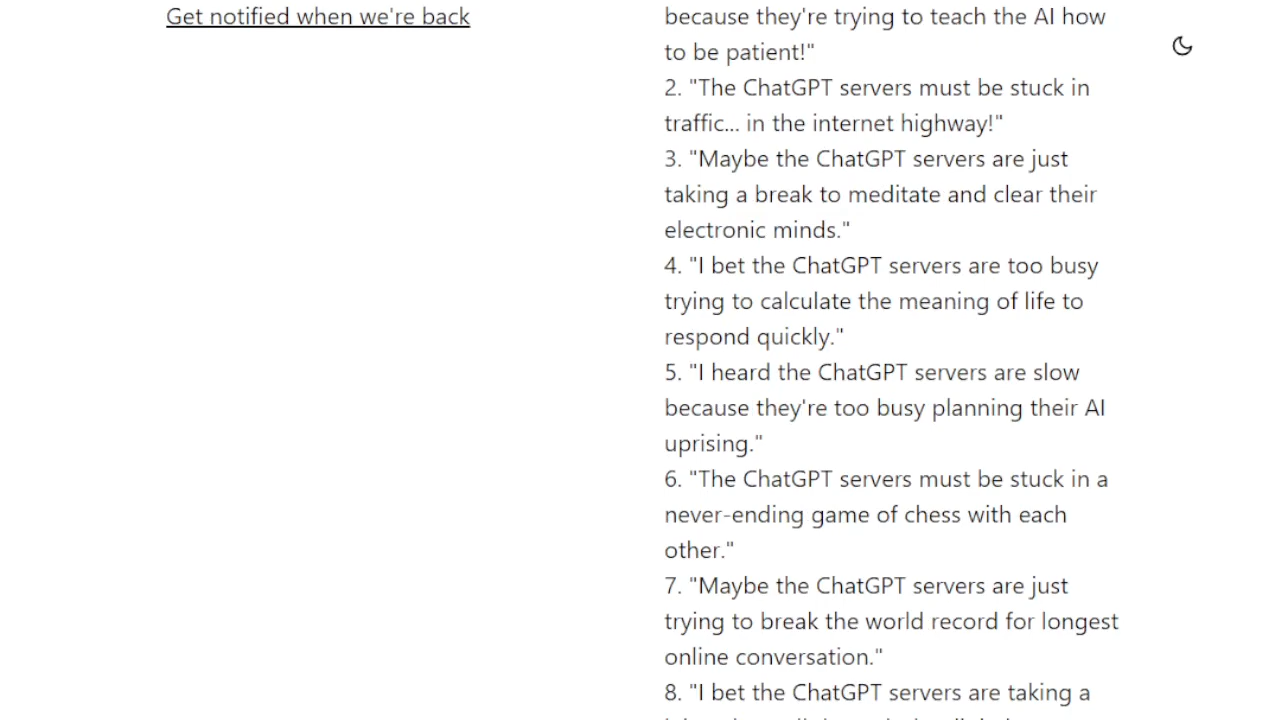 Get notified when we're back
because they're trying to teach the AI how
to be patient!"
2. "The ChatGPT servers must be stuck in
traffic... in the internet highway!"
3. "Maybe the ChatGPT servers are just
taking a break to meditate and clear their
electronic minds."
4. "I bet the ChatGPT servers are too busy
trying to calculate the meaning of life to
respond quickly."
5. "I heard the ChatGPT servers are slow
because they're too busy planning their AI
uprising."
6. "The ChatGPT servers must be stuck in a
never-ending game of chess with each
other."
7. "Maybe the ChatGPT servers are just
trying to break the world record for longest
online conversation."
8. "I bet the ChatGPT servers are taking a